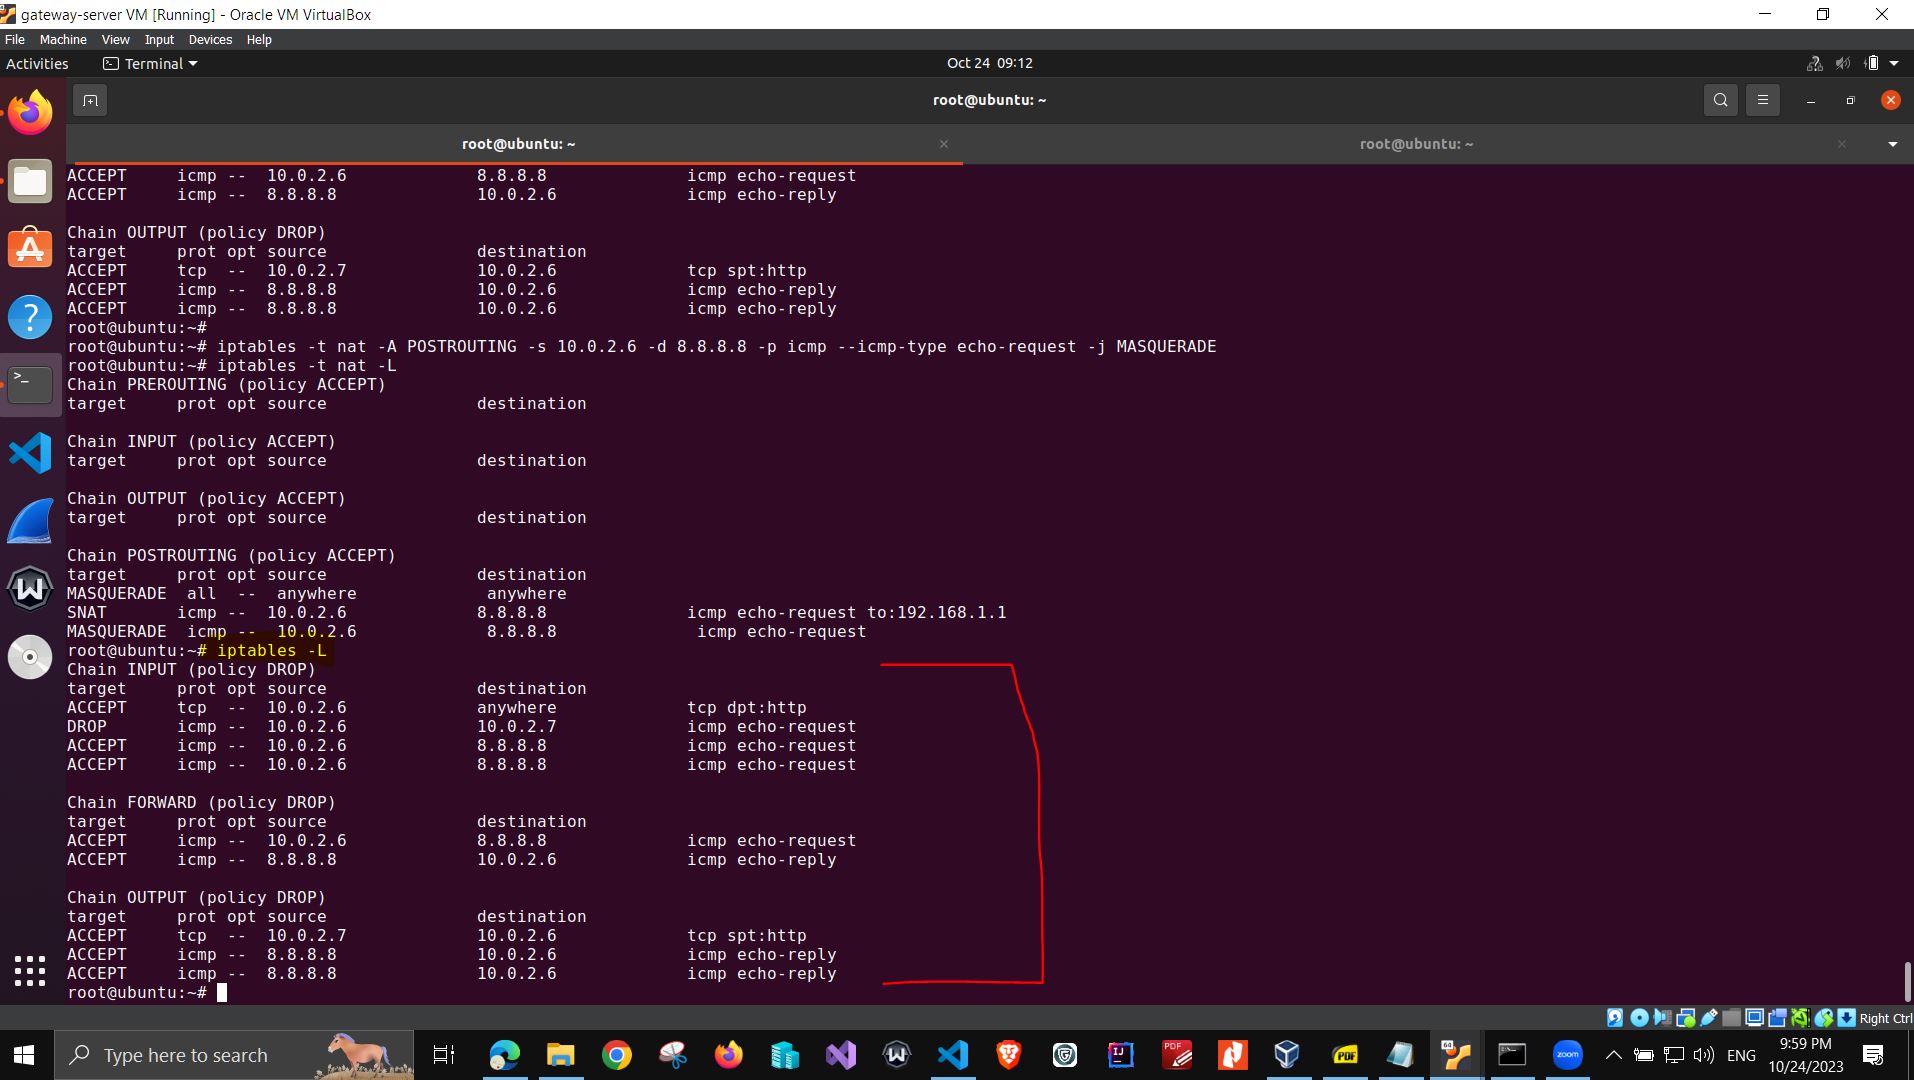 gateway-server VM [Running] - Oracle VM VirtualBox
File Machine View Input Devices Help
Activities Terminal Oct 24 09:12
root@ubuntu: ~
root@ubuntu: ~ × root@ubuntu: ~ ×
ACCEPT icmp -- 10.0.2.6 8.8.8.8 icmp echo-request
ACCEPT icmp -- 8.8.8.8 10.0.2.6 icmp echo-reply
Chain OUTPUT (policy DROP)
target prot opt source destination
ACCEPT tcp -- 10.0.2.7 10.0.2.6 tcp spt:http
ACCEPT icmp -- 8.8.8.8 10.0.2.6 icmp echo-reply
ACCEPT icmp -- 8.8.8.8 10.0.2.6 icmp echo-reply
root@ubuntu:~#
root@ubuntu:~# iptables -t nat -A POSTROUTING -s 10.0.2.6 -d 8.8.8.8 -p icmp --icmp-type echo-request -j MASQUERADE
root@ubuntu:~# iptables -t nat -L
Chain PREROUTING (policy ACCEPT)
target prot opt source destination
Chain INPUT (policy ACCEPT)
target prot opt source destination
Chain OUTPUT (policy ACCEPT)
target prot opt source destination
Chain POSTROUTING (policy ACCEPT)
target prot opt source destination
MASQUERADE all -- anywhere anywhere
SNAT icmp -- 10.0.2.6 8.8.8.8 icmp echo-request to:192.168.1.1
MASQUERADE icmp -- 10.0.2.6 8.8.8.8 icmp echo-request
root@ubuntu:~# iptables -L
Chain INPUT (policy DROP)
target prot opt source destination
ACCEPT tcp -- 10.0.2.6 anywhere tcp dpt:http
DROP icmp -- 10.0.2.6 10.0.2.7 icmp echo-request
ACCEPT icmp -- 10.0.2.6 8.8.8.8 icmp echo-request
ACCEPT icmp -- 10.0.2.6 8.8.8.8 icmp echo-request
Chain FORWARD (policy DROP)
target prot opt source destination
ACCEPT icmp -- 10.0.2.6 8.8.8.8 icmp echo-request
ACCEPT icmp -- 8.8.8.8 10.0.2.6 icmp echo-reply
Chain OUTPUT (policy DROP)
target prot opt source destination
ACCEPT tcp -- 10.0.2.7 10.0.2.6 tcp spt:http
ACCEPT icmp -- 8.8.8.8 10.0.2.6 icmp echo-reply
ACCEPT icmp -- 8.8.8.8 10.0.2.6 icmp echo-reply
root@ubuntu:~#
Right Ctrl
Type here to search
IJ
PDF
PDF
64
zoom
ENG
9:59 PM
10/24/2023